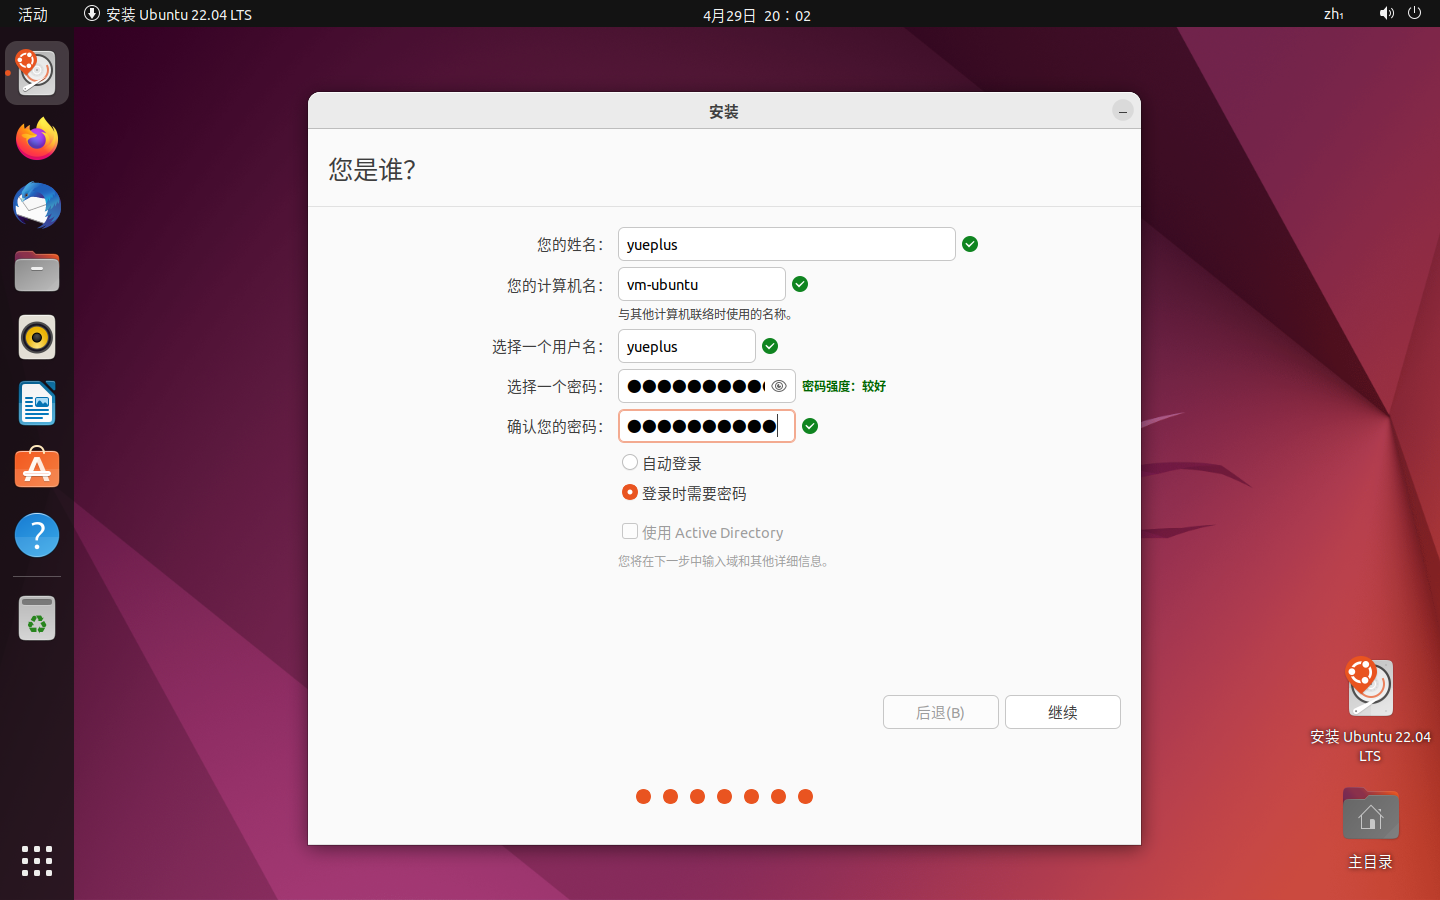 活动
安装 Ubuntu 22.04 LTS
4月29日 20：02
zh₁
安装
您是谁？
您的姓名：
yueplus
您的计算机名：
vm-ubuntu
与其他计算机联络时使用的名称。
选择一个用户名：
yueplus
选择一个密码：
密码强度：较好
确认您的密码：
自动登录
登录时需要密码
使用 Active Directory
您将在下一步中输入域和其他详细信息。
后退(B)
继续
安装 Ubuntu 22.04
LTS
主目录